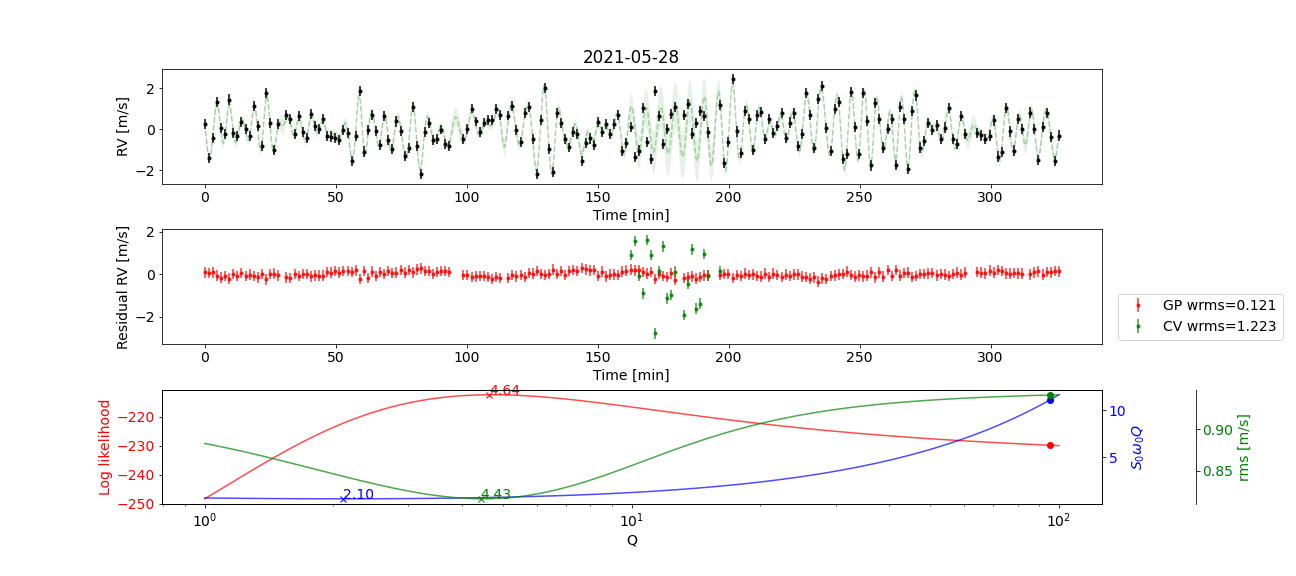 2021-05-28
RV [m/s]
2
0
−2
0 50 100 150 200 250 300
Time [min]
Residual RV [m/s]
2
0
−2
0 50 100 150 200 250 300
Time [min]
GP wrms=0.121
CV wrms=1.223
Log likelihood
−220
−230
−240
−250
4.64
2.10
4.43
10
5
S₀ω₀Q
0.90
0.85
rms [m/s]
10⁰ 10¹ 10²
Q